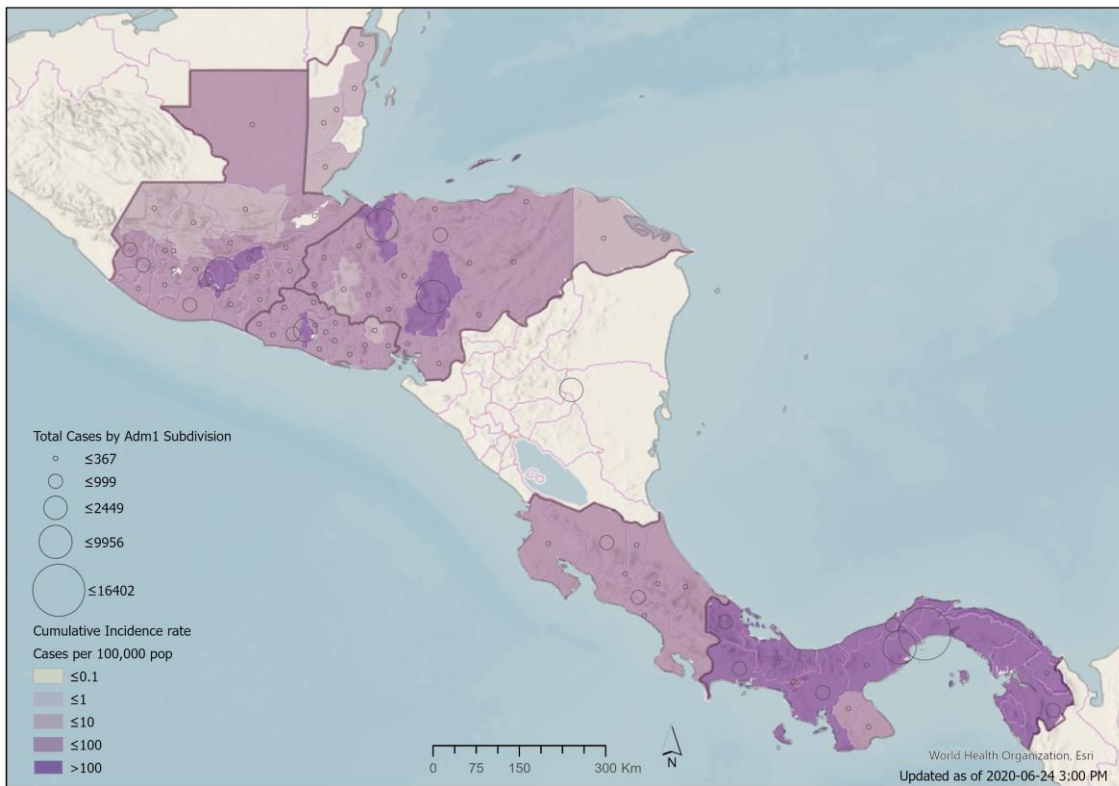 Total Cases by Adm1 Subdivision
≤367
≤999
≤2449
≤9956
≤16402
Cumulative Incidence rate
Cases per 100,000 pop
≤0.1
≤1
≤10
≤100
>100
0 75 150 300 Km
N
World Health Organization, Esri
Updated as of 2020-06-24 3:00 PM